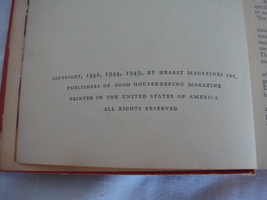 COPYRIGHT, 1942, 1944, 1949, BY HEARST MAGAZINES INC.
PUBLISHERS OF GOOD HOUSEKEEPING MAGAZINE
PRINTED IN THE UNITED STATES OF AMERICA
ALL RIGHTS RESERVED